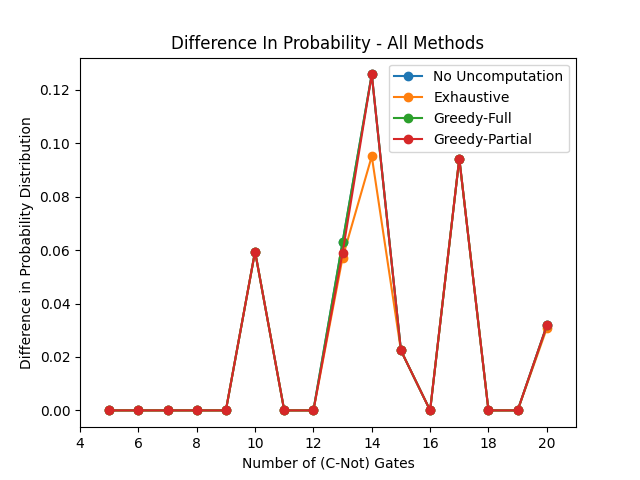 Difference In Probability - All Methods
No Uncomputation
Exhaustive
Greedy-Full
Greedy-Partial
Difference in Probability Distribution
0.12
0.10
0.08
0.06
0.04
0.02
0.00
4 6 8 10 12 14 16 18 20
Number of (C-Not) Gates